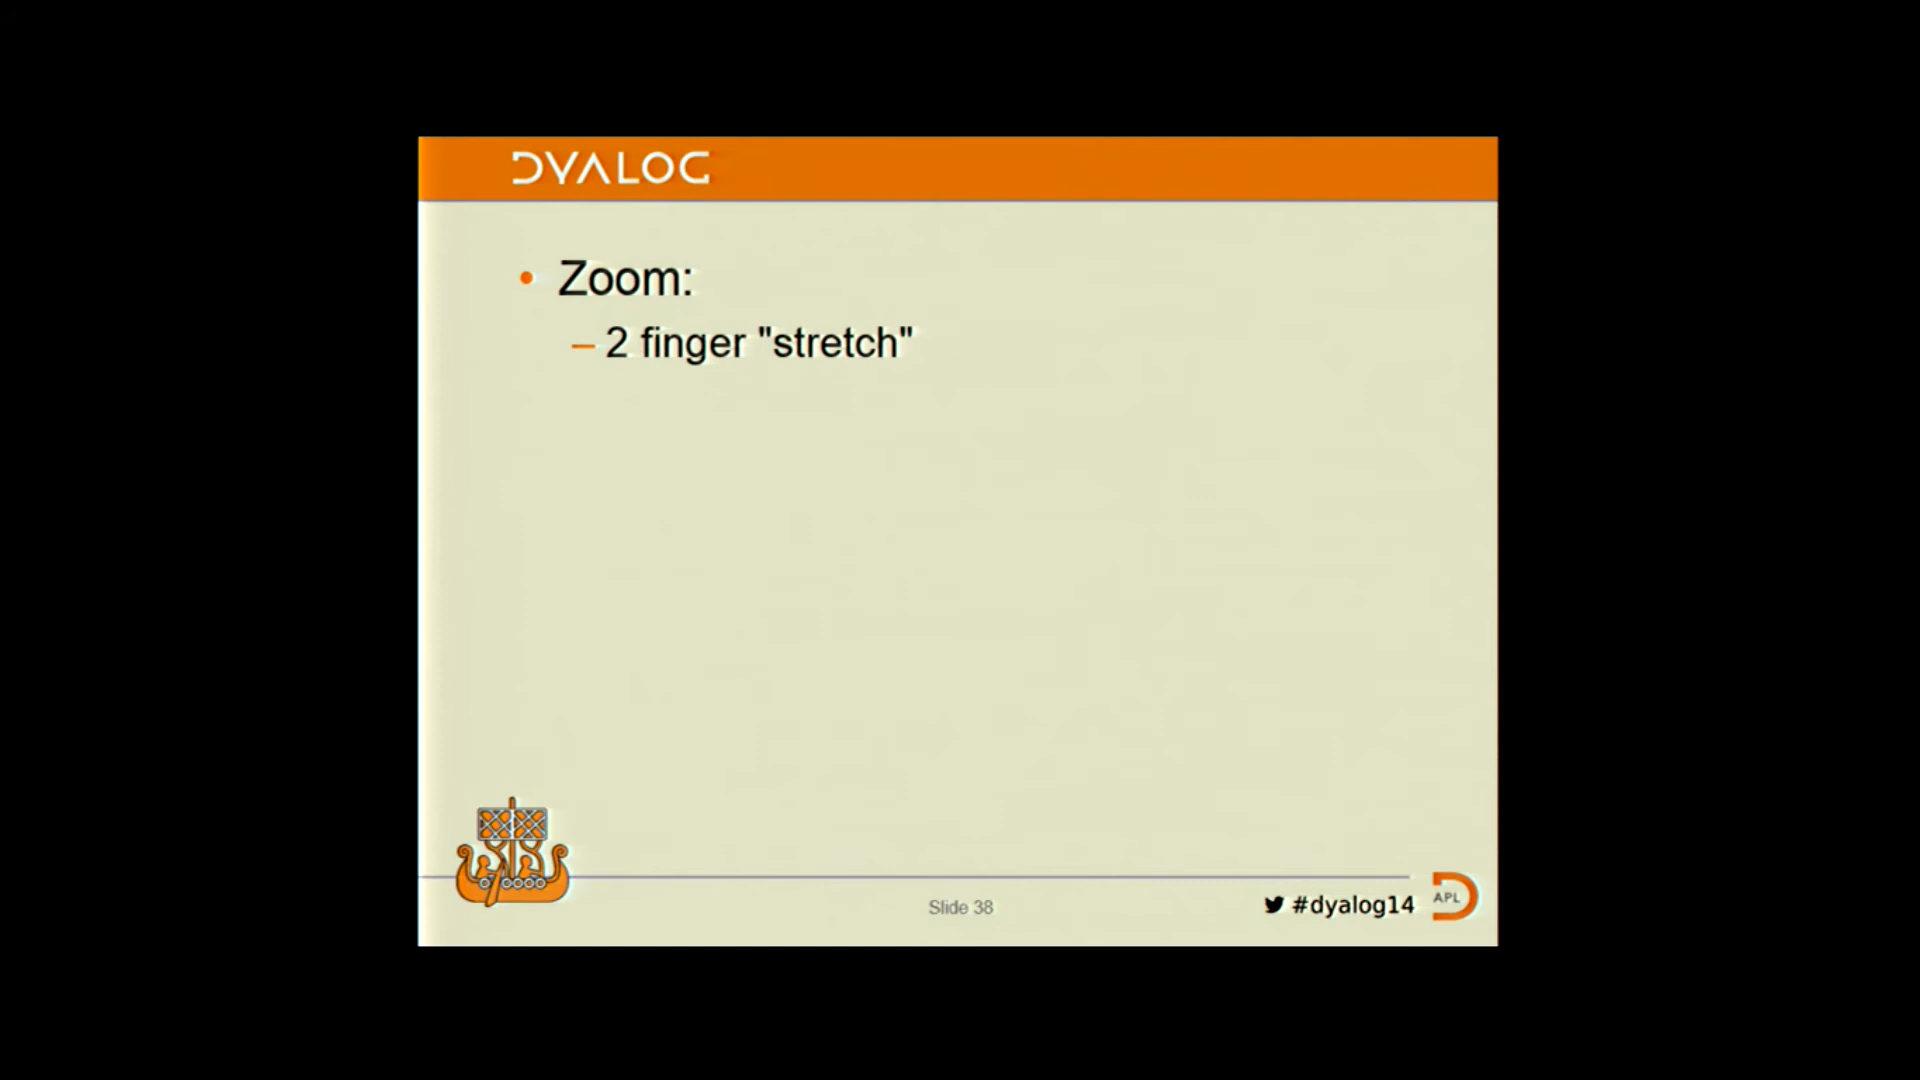 DYALOG
• Zoom:
– 2 finger "stretch"
Slide 38
#dyalog14
APL